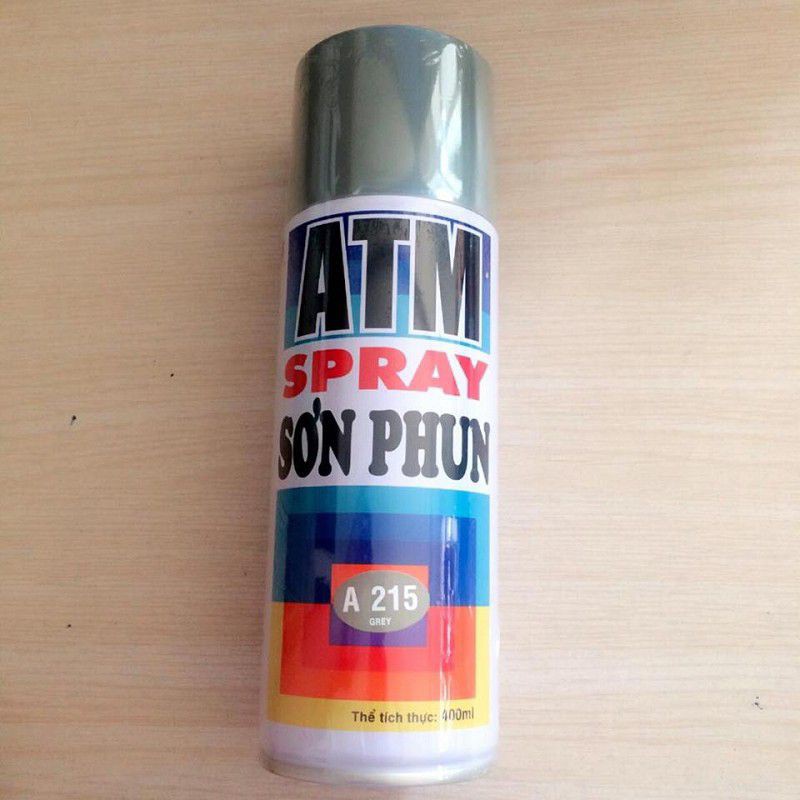 ATM
SPRAY
SƠN PHUN
A 215
GREY
Thể tích thực: 400ml